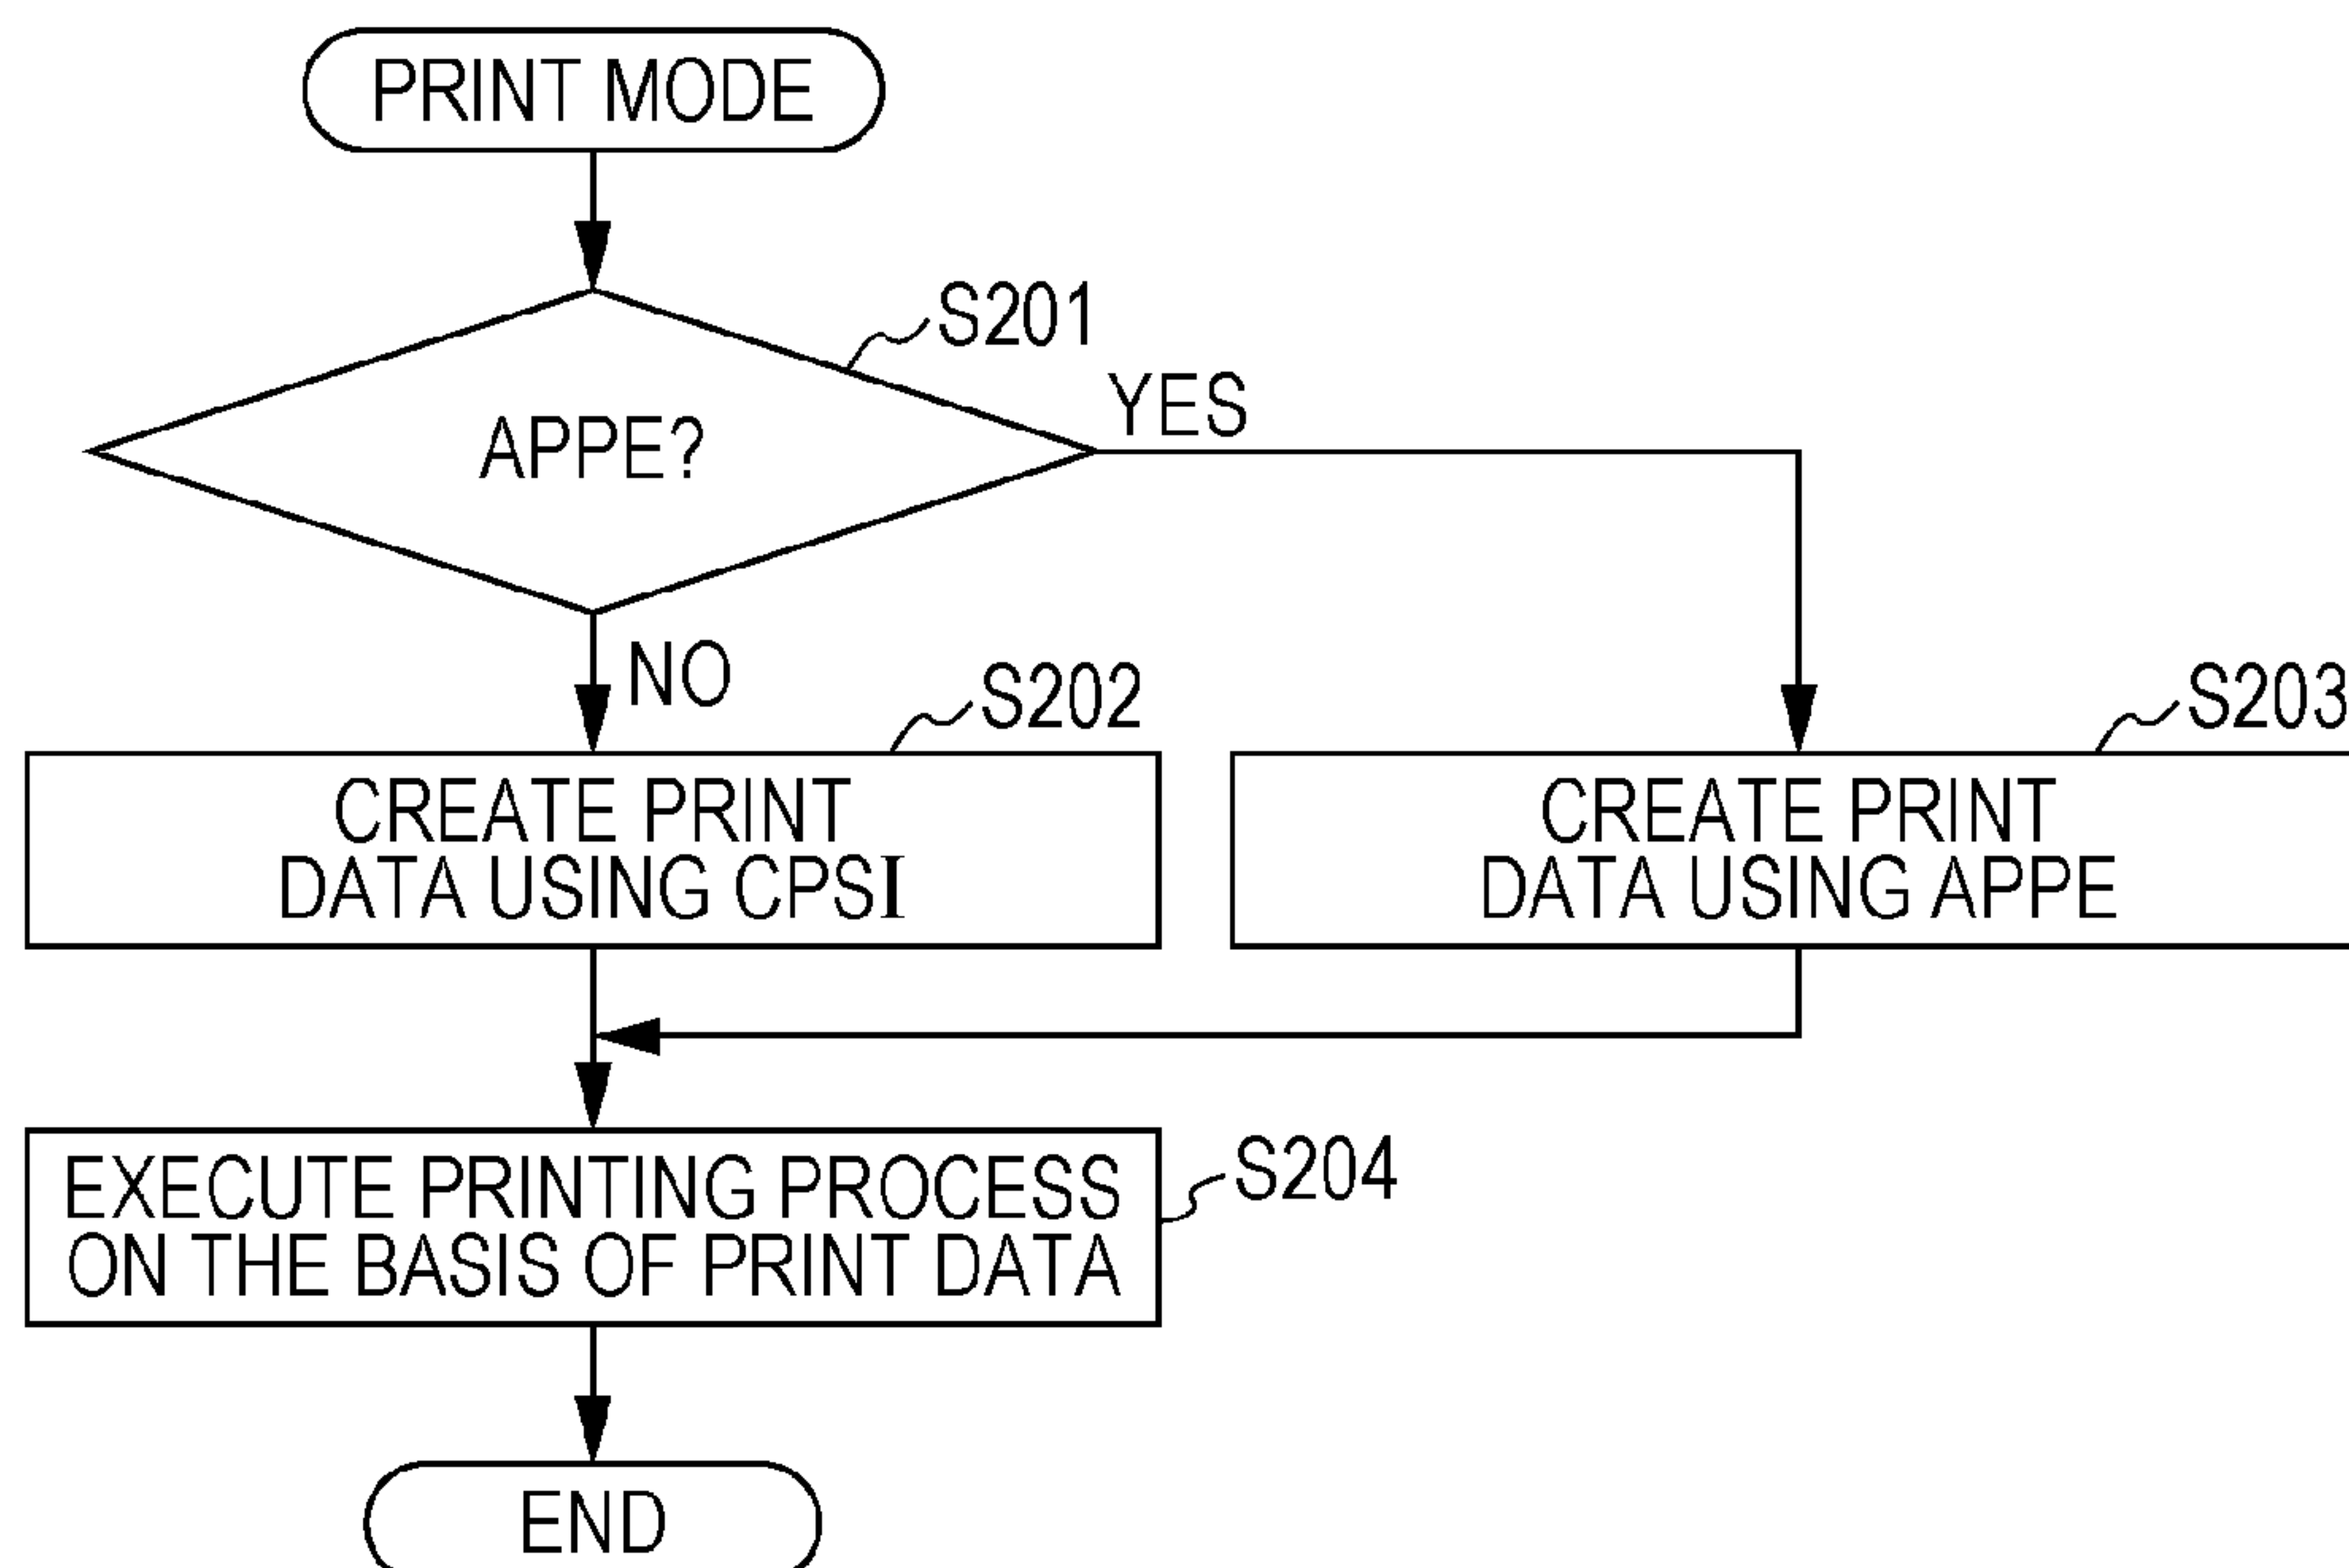 PRINT MODE
S201
APPE?
YES
NO
S202
CREATE PRINT
DATA USING CPSI
S203
CREATE PRINT
DATA USING APPE
S204
EXECUTE PRINTING PROCESS
ON THE BASIS OF PRINT DATA
END